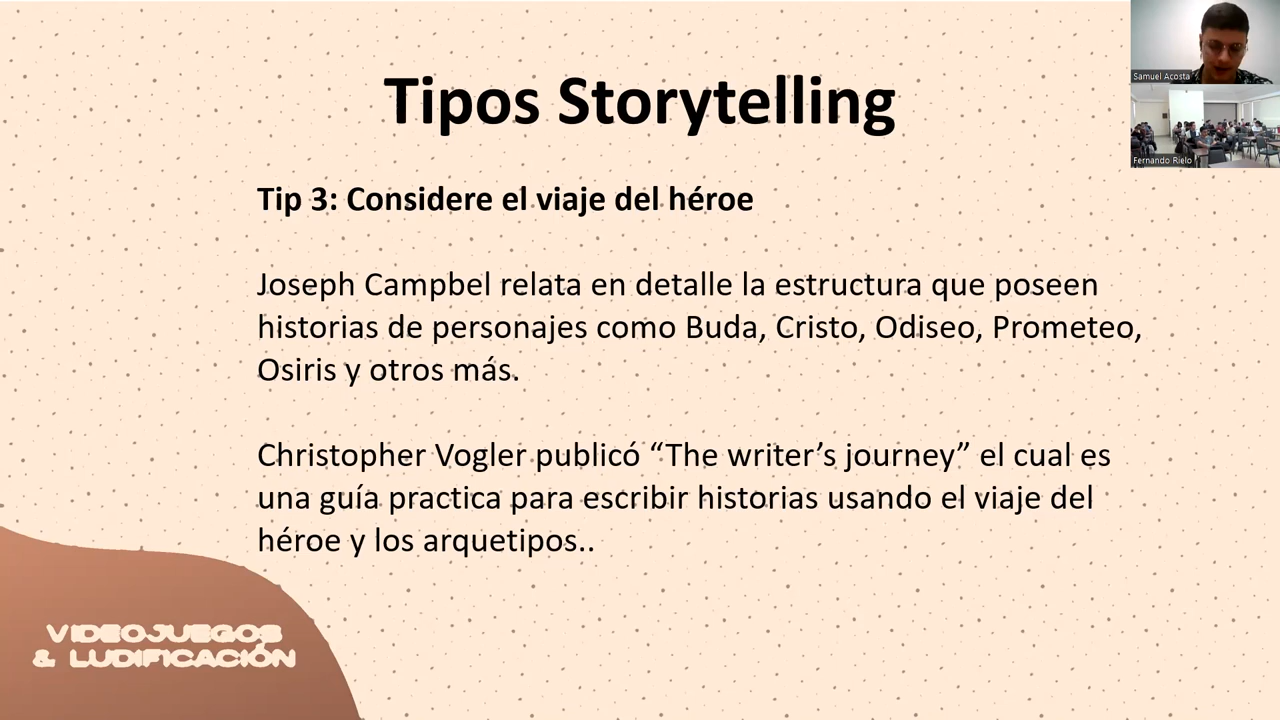 Tipos Storytelling
Samuel Acosta
Fernando Rielo
Tip 3: Considere el viaje del héroe
Joseph Campbel relata en detalle la estructura que poseen
historias de personajes como Buda, Cristo, Odiseo, Prometeo,
Osiris y otros más.
Christopher Vogler publicó “The writer’s journey” el cual es
una guía practica para escribir historias usando el viaje del
héroe y los arquetipos..
VIDEOJUEGOS
& LUDIFICACIÓN